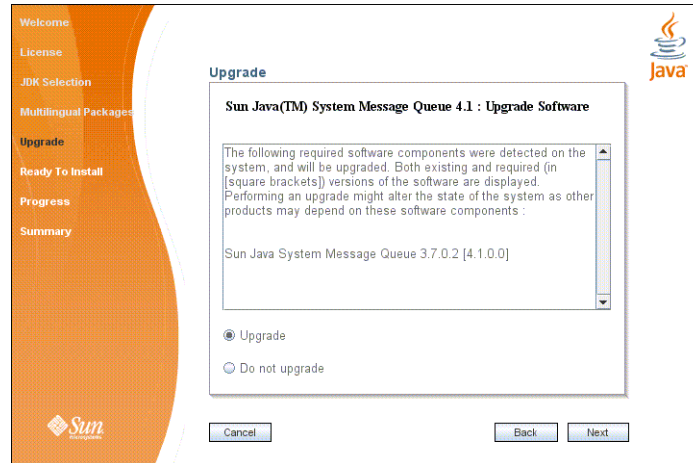 Welcome
License
JDK Selection
Multilingual Packages
Upgrade
Ready To Install
Progress
Summary
Sun
microsystems
Java
Upgrade
Sun Java(TM) System Message Queue 4.1 : Upgrade Software
The following required software components were detected on the
system, and will be upgraded. Both existing and required (in
[square brackets]) versions of the software are displayed.
Performing an upgrade might alter the state of the system as other
products may depend on these software components :
Sun Java System Message Queue 3.7.0.2 [4.1.0.0]
Upgrade
Do not upgrade
Cancel
Back
Next